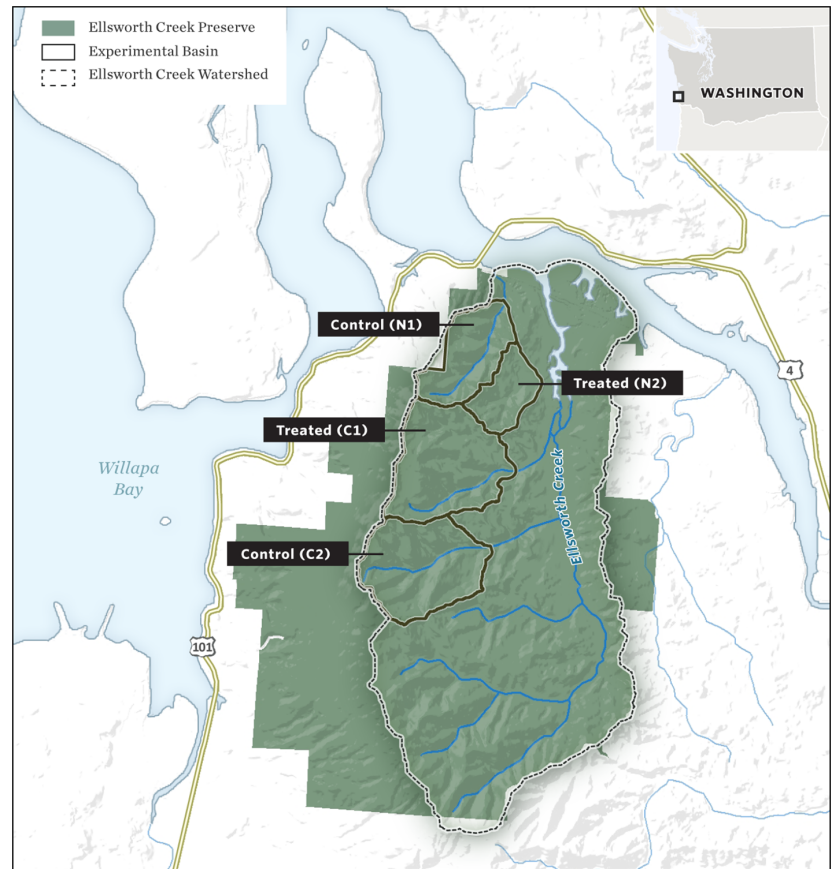 Ellsworth Creek Preserve
Experimental Basin
Ellsworth Creek Watershed
WASHINGTON
Control (N1)
4
Treated (N2)
Treated (C1)
Willapa
Bay
Ellsworth Creek
Control (C2)
101